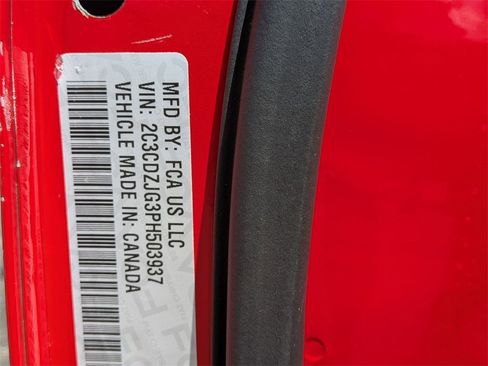 MFD BY: FCA US LLC
VIN: 2C3CDZJG3PH503937
VEHICLE MADE IN: CANADA